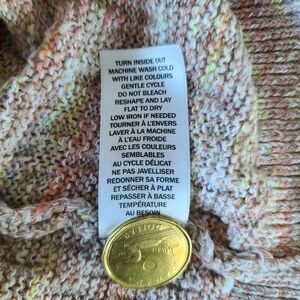 TURN INSIDE OUT
MACHINE WASH COLD
WITH LIKE COLOURS
GENTLE CYCLE
DO NOT BLEACH
RESHAPE AND LAY
FLAT TO DRY
LOW IRON IF NEEDED
TOURNER À L'ENVERS
LAVER À LA MACHINE
À L'EAU FROIDE
AVEC LES COULEURS
SEMBLABLES
AU CYCLE DÉLICAT
NE PAS JAVELLISER
REDONNER SA FORME
ET SÉCHER À PLAT
REPASSER À BASSE
TEMPÉRATURE
AU BESOIN